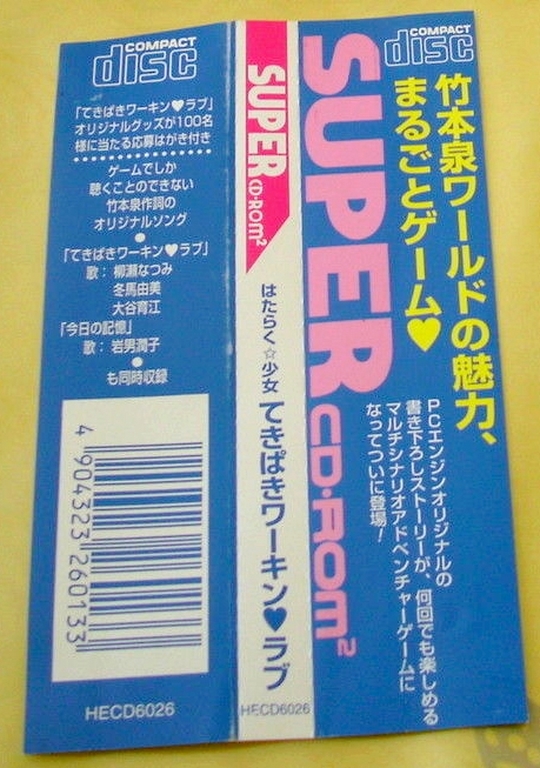 COMPACT
disc
「てきぱきワーキン♥ラブ」
オリジナルグッズが100名
様に当たる応募はがき付き
ゲームでしか
聴くことのできない
竹本泉作詞の
オリジナルソング
●
「てきぱきワーキン♥ラブ」
歌：柳瀬なつみ
冬馬由美
大谷育江
「今日の記憶」
歌：岩男潤子
●
も同時収録
4 904323 260133
HECD6026
SUPER CD-ROM²
はたらく☆少女 てきぱきワーキン♥ラブ
HECD6026
COMPACT
disc
SUPER CD-ROM²
竹本泉ワールドの魅力、
まるごとゲーム♥
PCエンジンオリジナルの
書き下ろしストーリーが、何回でも楽しめる
マルチシナリオアドベンチャーゲームに
なってついに登場！